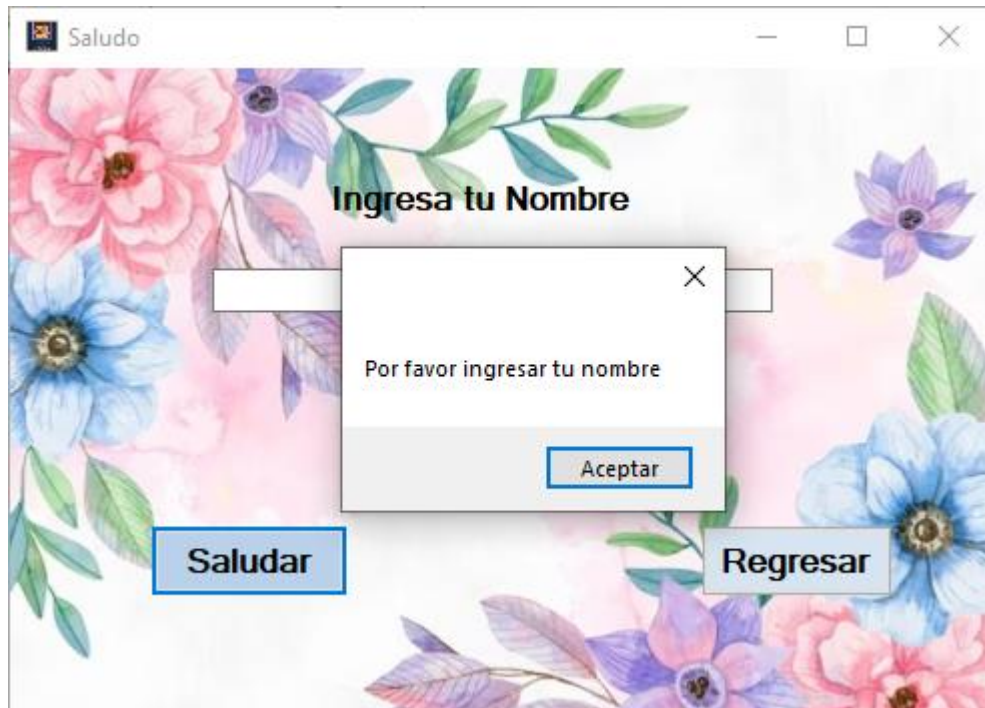 Saludo
Ingresa tu Nombre
Por favor ingresar tu nombre
Aceptar
Saludar
Regresar